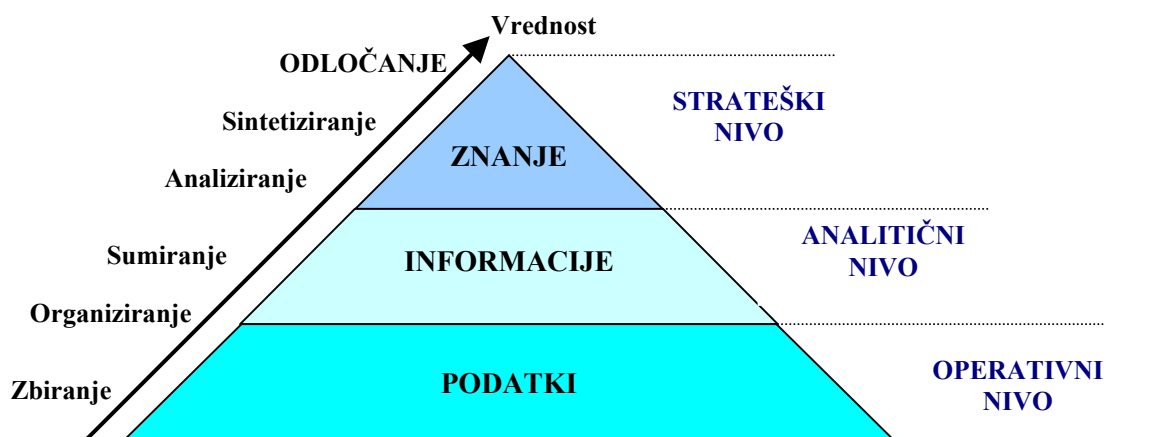 Vrednost
ODLOČANJE
STRATEŠKI
NIVO
Sintetiziranje
ZNANJE
Analiziranje
ANALITIČNI
NIVO
Sumiranje
INFORMACIJE
Organiziranje
OPERATIVNI
NIVO
Zbiranje
PODATKI